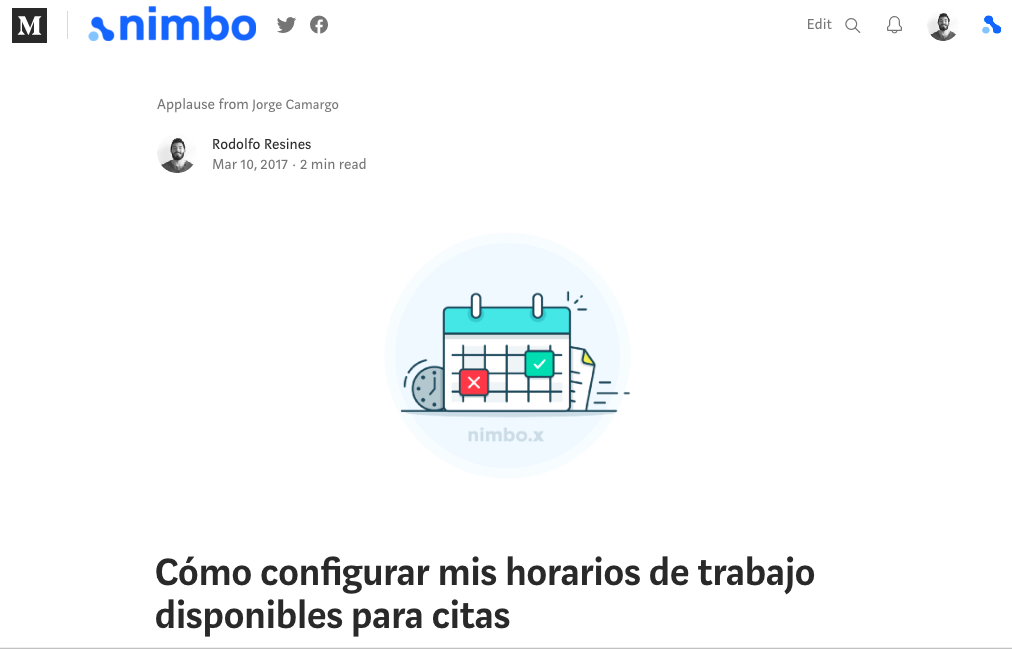 M
nimbo
Edit
Applause from Jorge Camargo
Rodolfo Resines
Mar 10, 2017 · 2 min read
nimbo.x
Cómo configurar mis horarios de trabajo
disponibles para citas